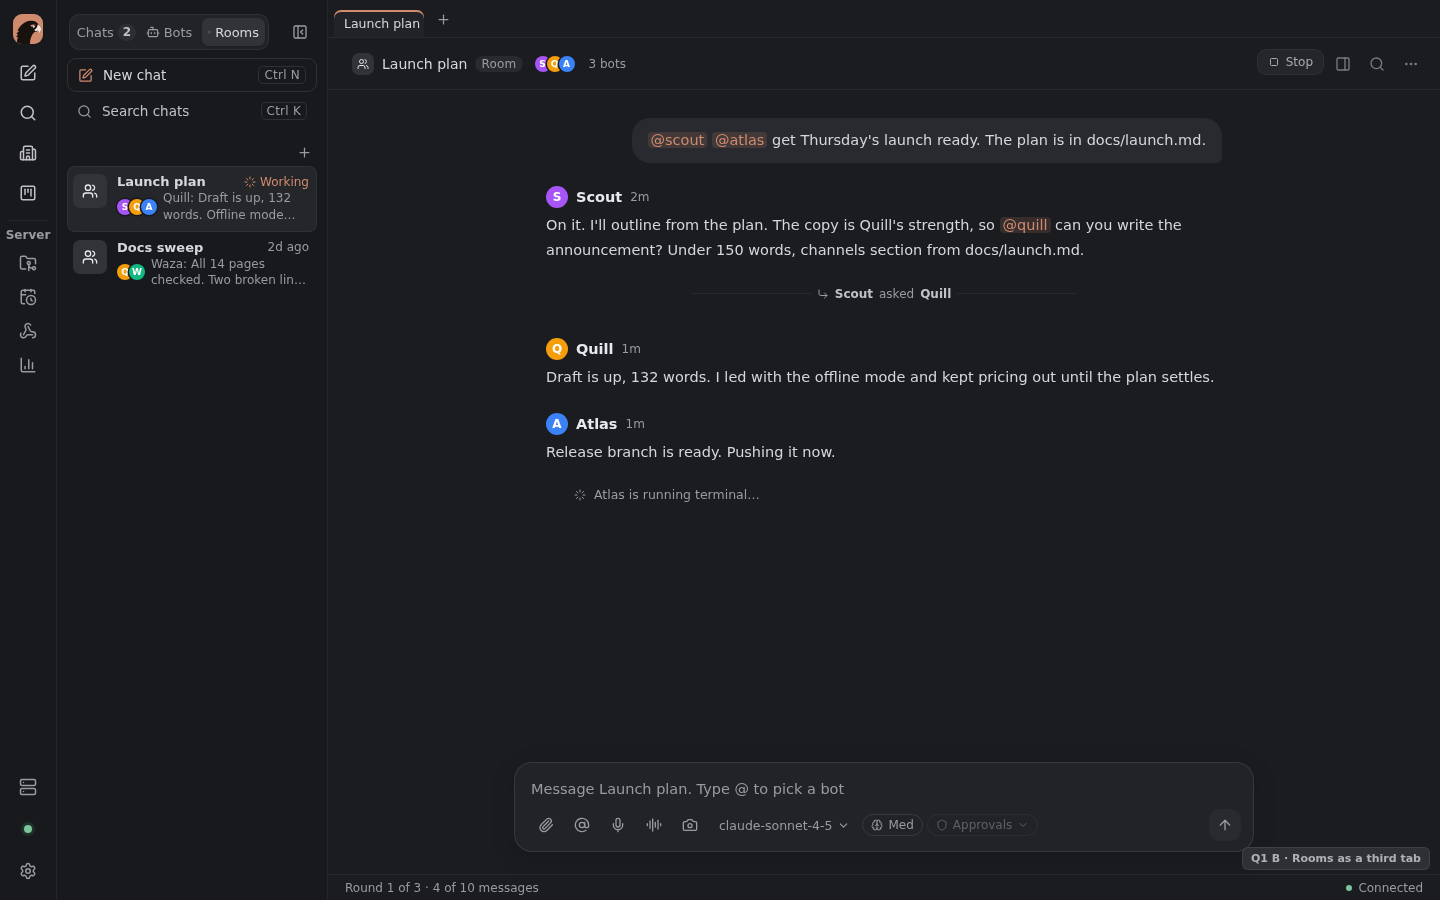 Chats 2 Bots Rooms
New chat Ctrl N
Search chats Ctrl K
Server
Launch plan Working
S Q A Quill: Draft is up, 132
words. Offline mode…
Docs sweep 2d ago
Q W Waza: All 14 pages
checked. Two broken lin…
Launch plan
Launch plan Room S Q A 3 bots Stop
@scout @atlas get Thursday's launch ready. The plan is in docs/launch.md.
S Scout 2m
On it. I'll outline from the plan. The copy is Quill's strength, so @quill can you write the
announcement? Under 150 words, channels section from docs/launch.md.
Scout asked Quill
Q Quill 1m
Draft is up, 132 words. I led with the offline mode and kept pricing out until the plan settles.
A Atlas 1m
Release branch is ready. Pushing it now.
Atlas is running terminal…
Message Launch plan. Type @ to pick a bot
claude-sonnet-4-5 Med Approvals
Q1 B · Rooms as a third tab
Round 1 of 3 · 4 of 10 messages Connected